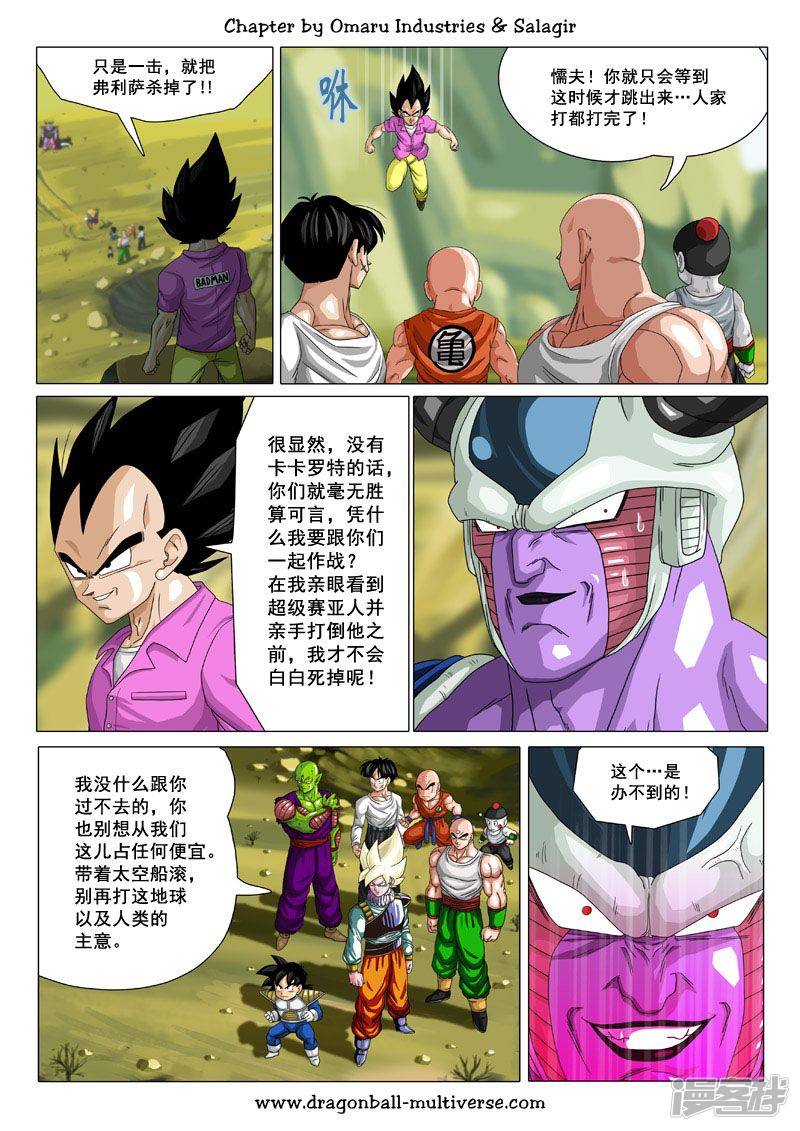 Chapter by Omaru Industries & Salagir
只是一击，就把
弗利萨杀掉了!!
BADMAN
咻
懦夫！你就只会等到
这时候才跳出来…人家
打都打完了！
龟
很显然，没有
卡卡罗特的话，
你们就毫无胜
算可言，凭什
么我要跟你们
一起作战？
在我亲眼看到
超级赛亚人并
亲手打倒他之
前，我才不会
白白死掉呢！
我没什么跟你
过不去的，你
也别想从我们
这儿占任何便宜。
带着太空船滚，
别再打这地球
以及人类的
主意。
这个…是
办不到的！
www.dragonball-multiverse.com
漫客栈